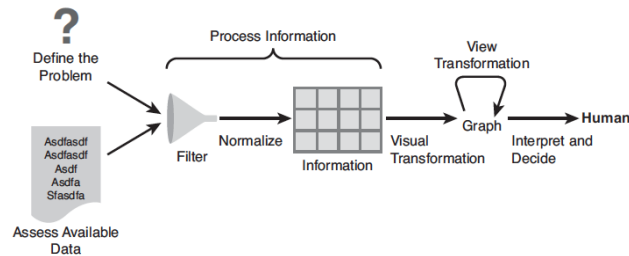 ?
Define the
Problem
Asdfasdf
Asdfasdf
Asdf
Asdfa
Sfasdfa
Assess Available
Data
Process Information
Filter
Normalize
Information
Visual
Transformation
View
Transformation
Graph
Interpret and
Decide
Human